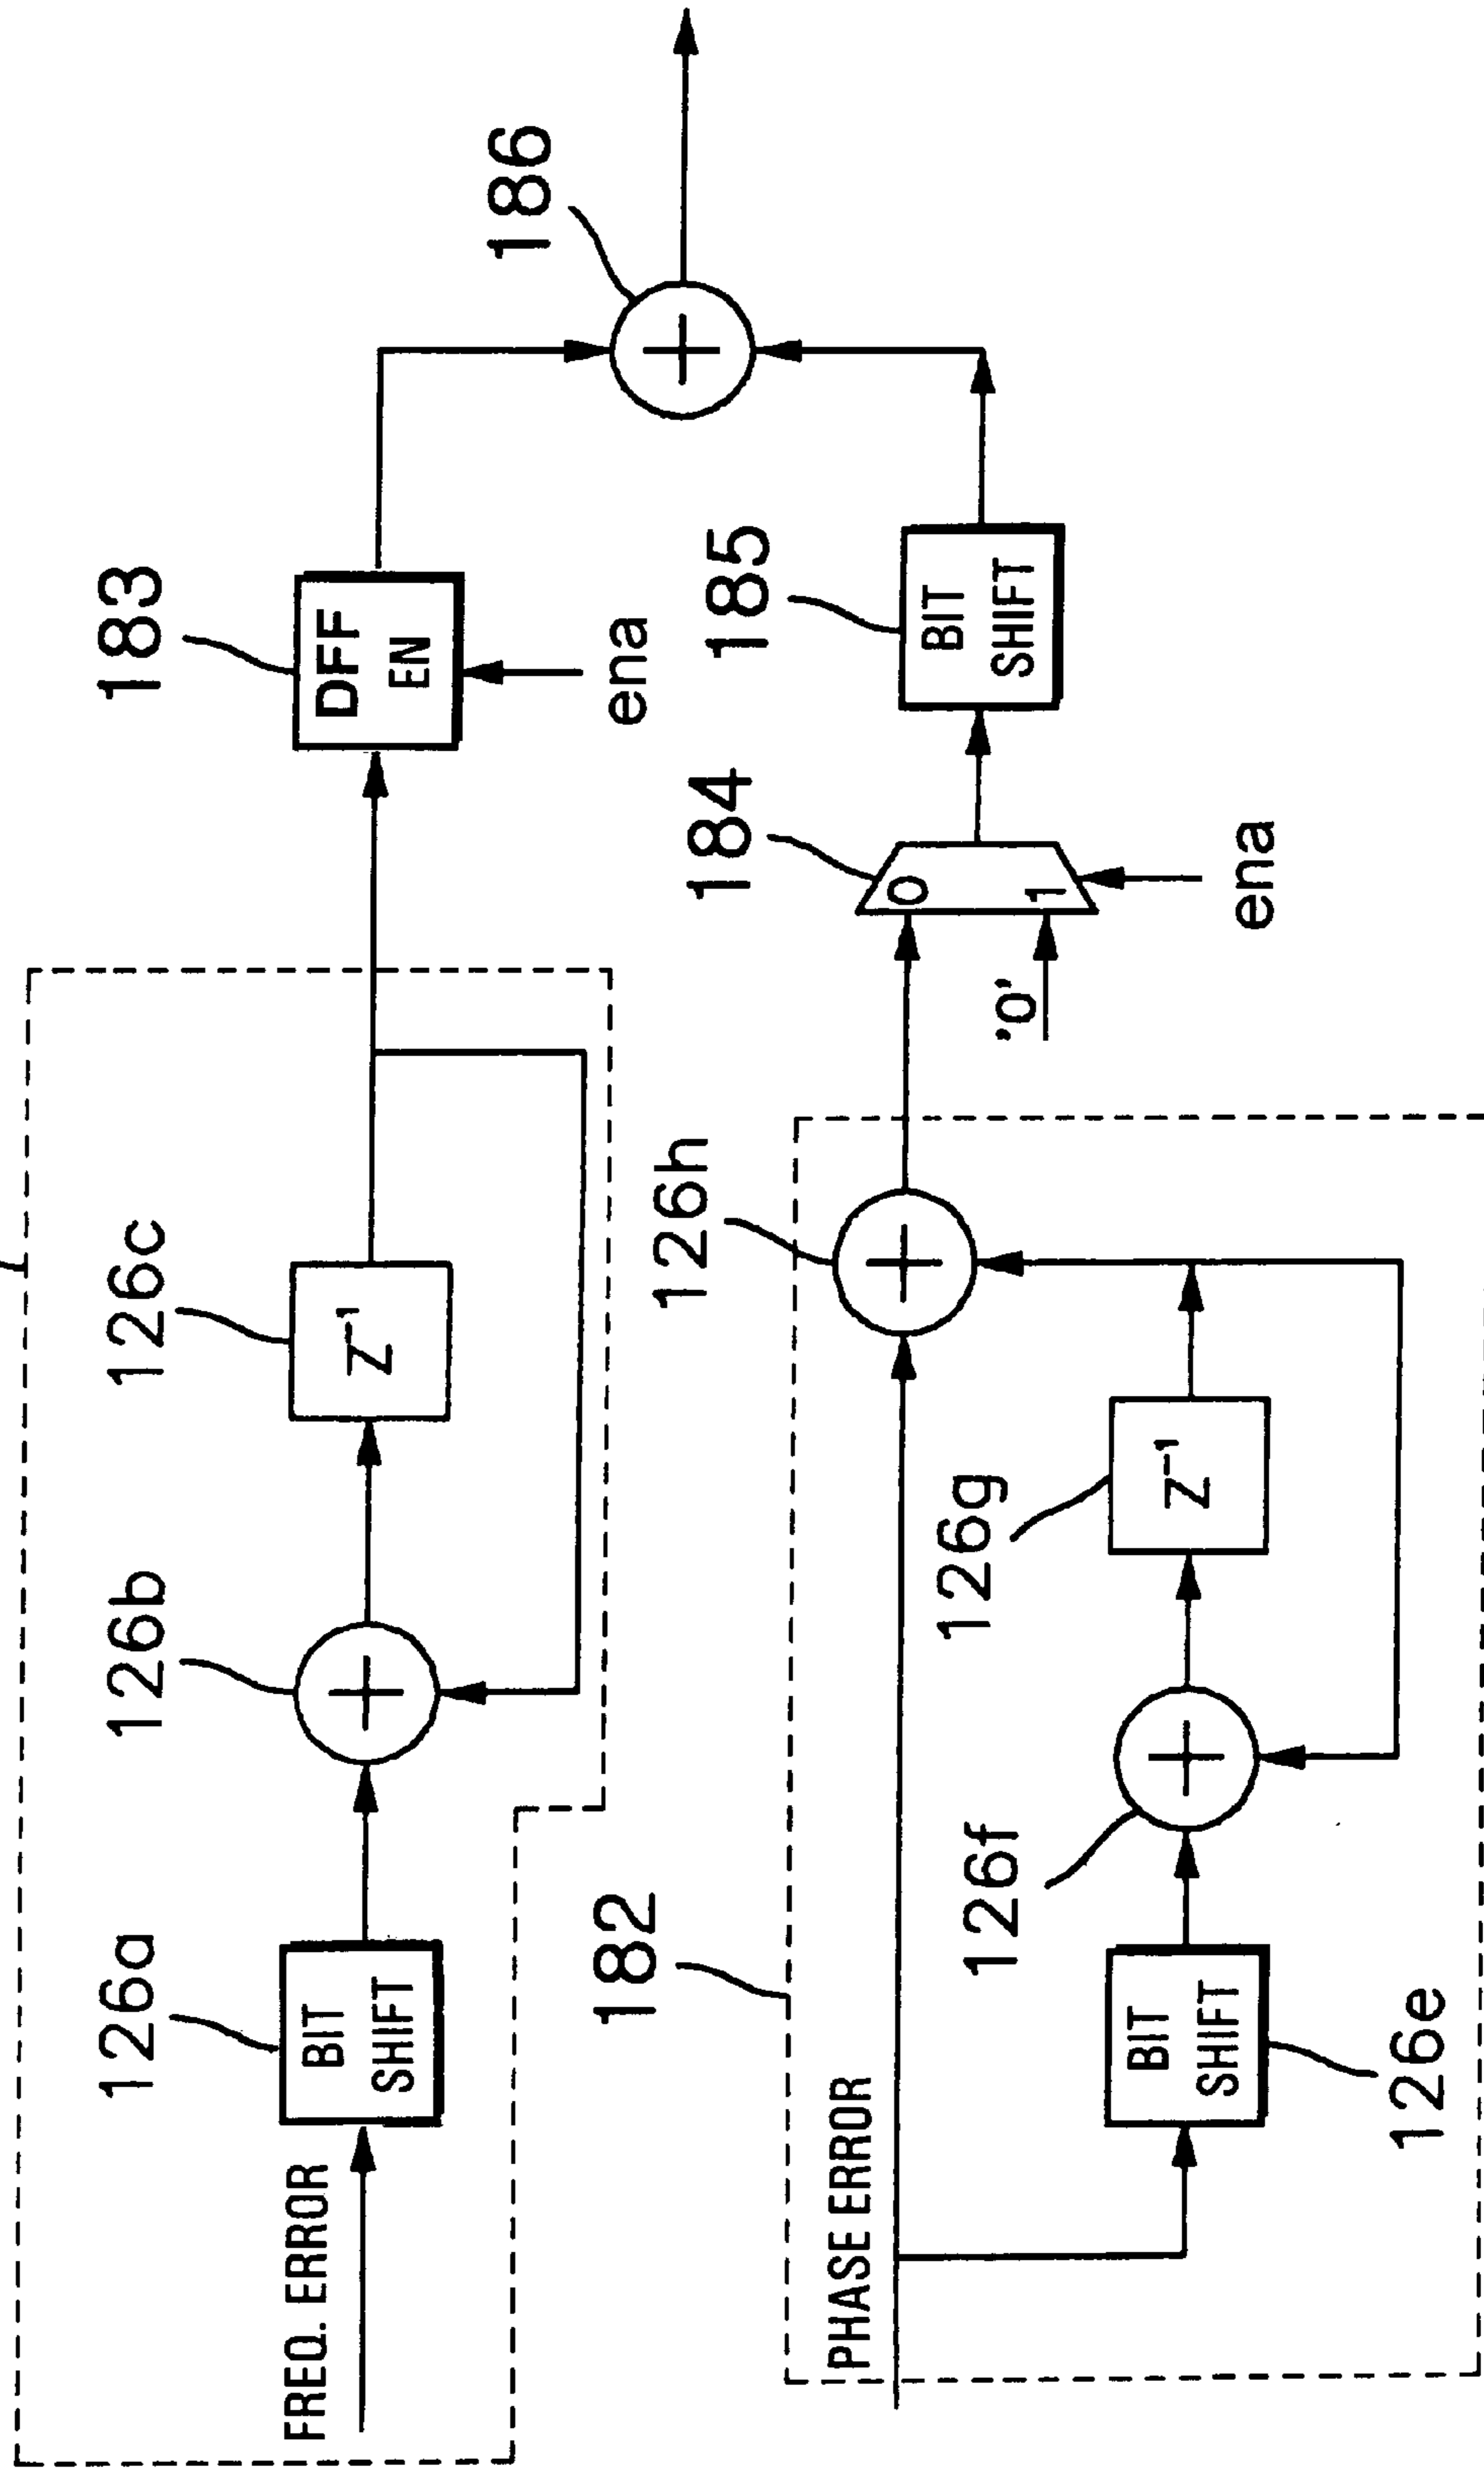 FREQ. ERROR
126a
BIT
SHIFT
126b
126c
Z⁻¹
183
DFF
EN
ena
186
182
PHASE ERROR
126e
BIT
SHIFT
126f
126g
Z⁻¹
126h
184
0
1
'0'
ena
185
BIT
SHIFT